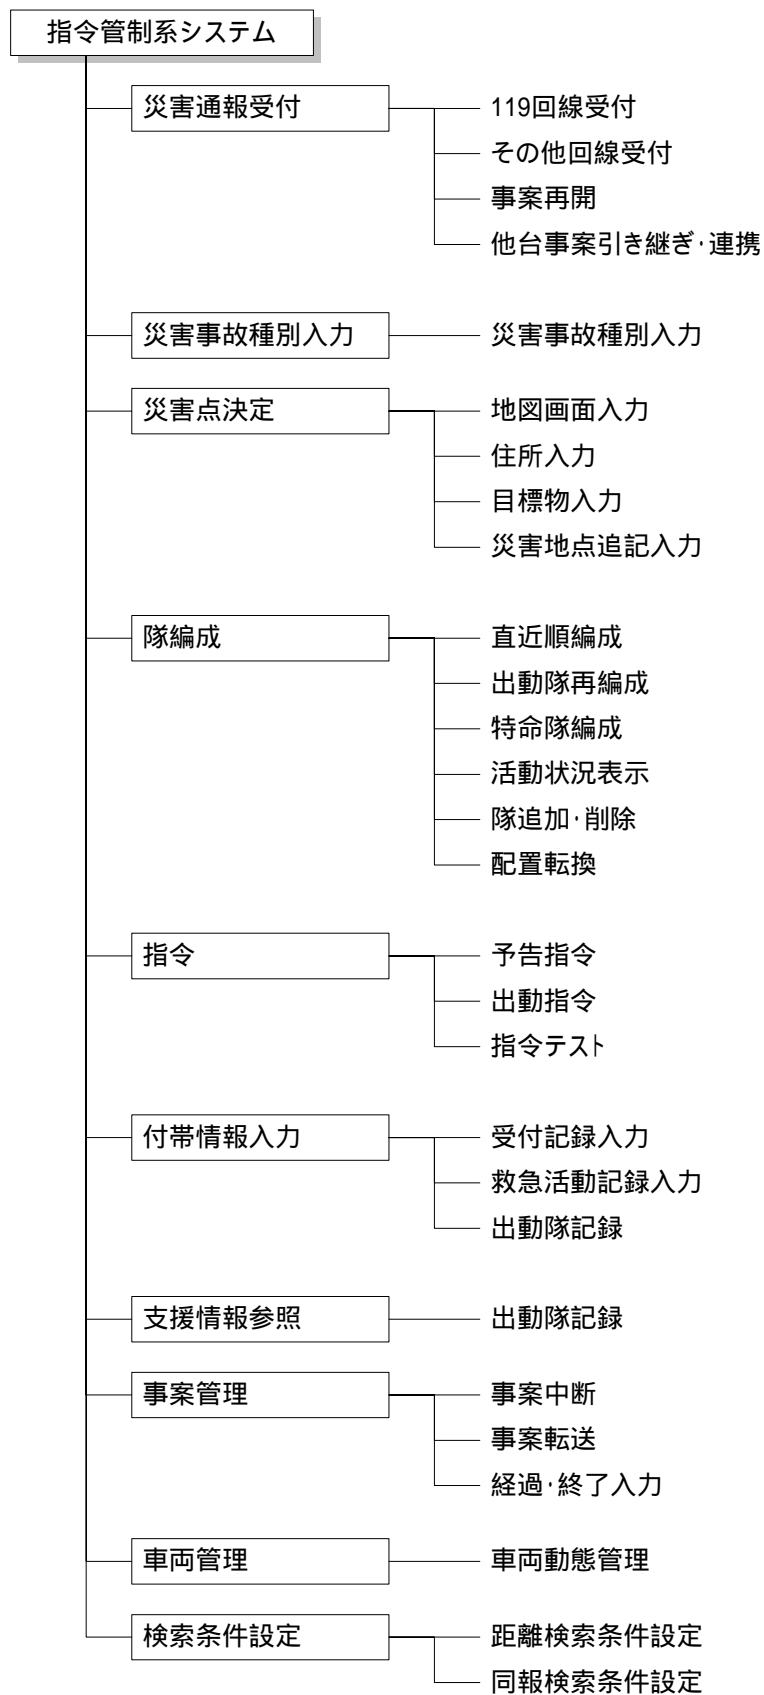 指令管制系システム
災害通報受付
119回線受付
その他回線受付
事案再開
他台事案引き継ぎ・連携
災害事故種別入力
災害事故種別入力
災害点決定
地図画面入力
住所入力
目標物入力
災害地点追記入力
隊編成
直近順編成
出動隊再編成
特命隊編成
活動状況表示
隊追加・削除
配置転換
指令
予告指令
出動指令
指令テスト
付帯情報入力
受付記録入力
救急活動記録入力
出動隊記録
支援情報参照
出動隊記録
事案管理
事案中断
事案転送
経過・終了入力
車両管理
車両動態管理
検索条件設定
距離検索条件設定
同報検索条件設定